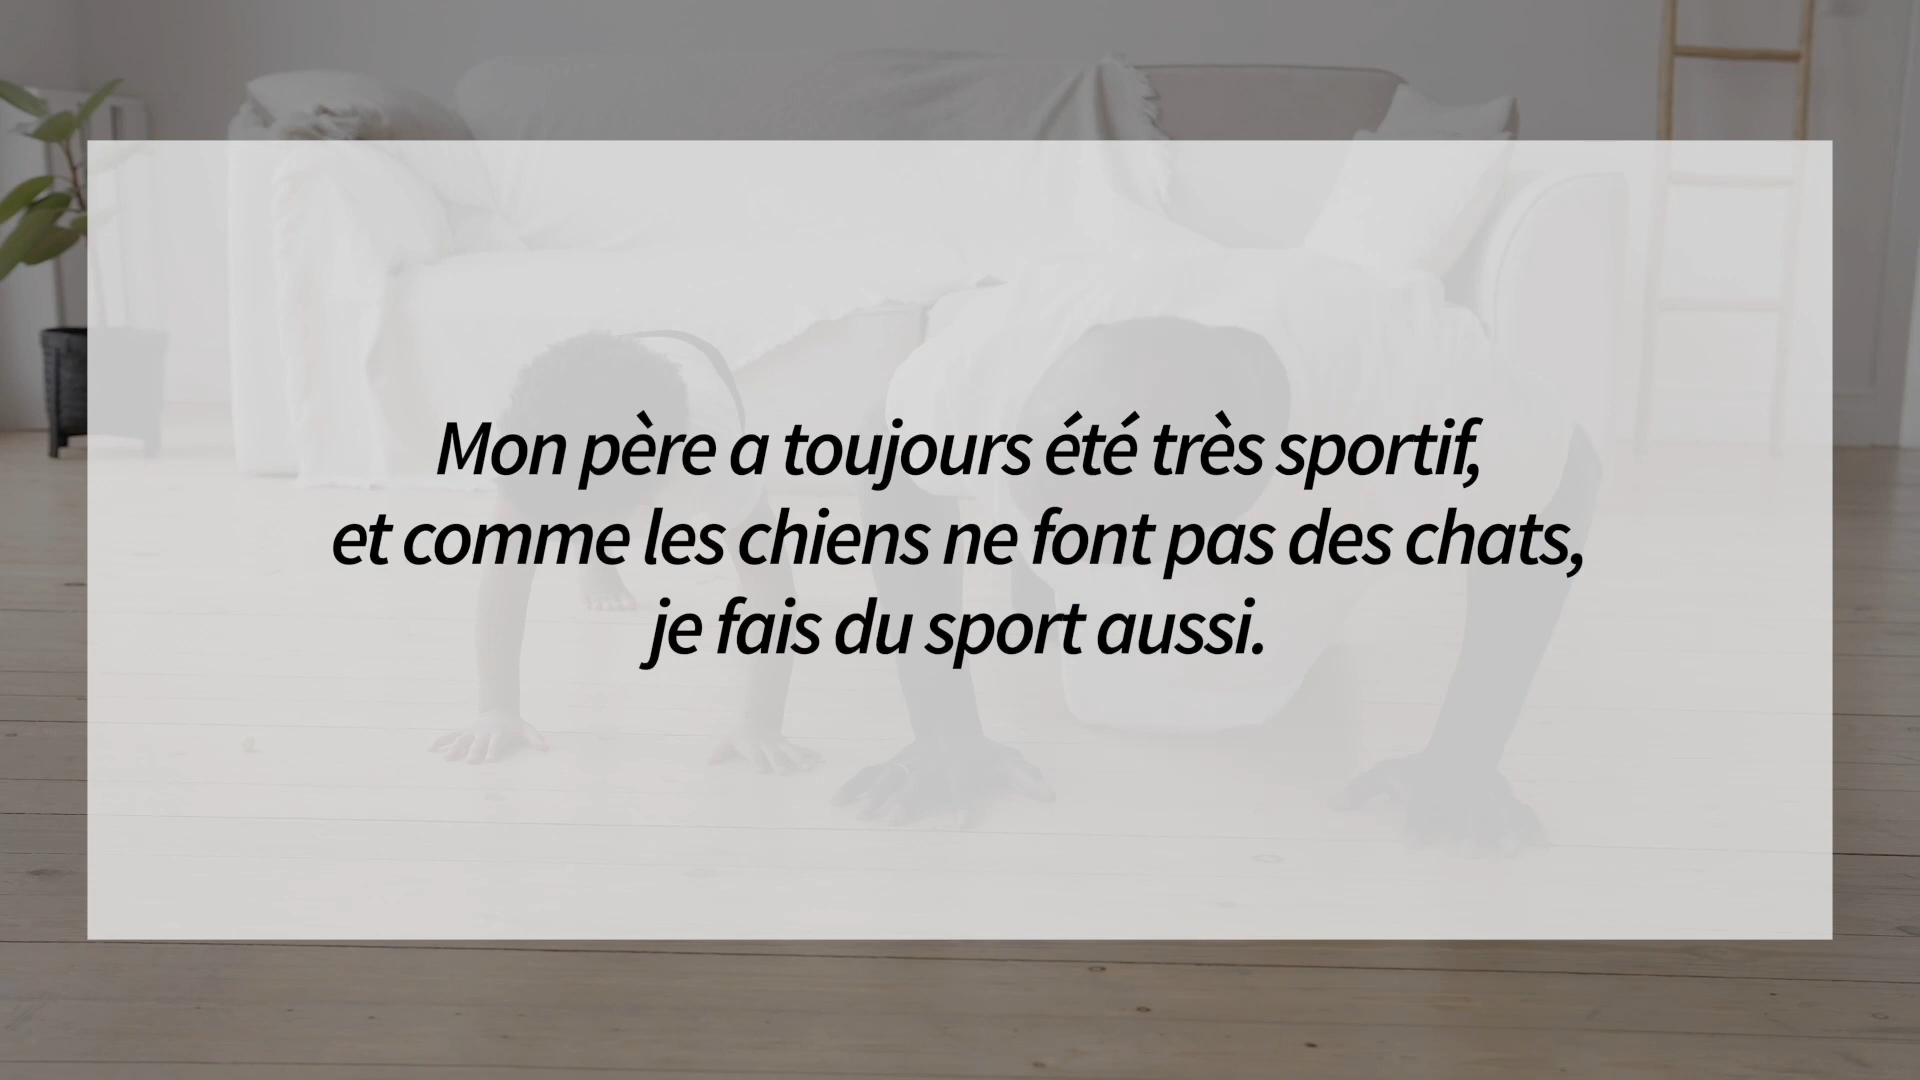 Mon père a toujours été très sportif,
et comme les chiens ne font pas des chats,
je fais du sport aussi.